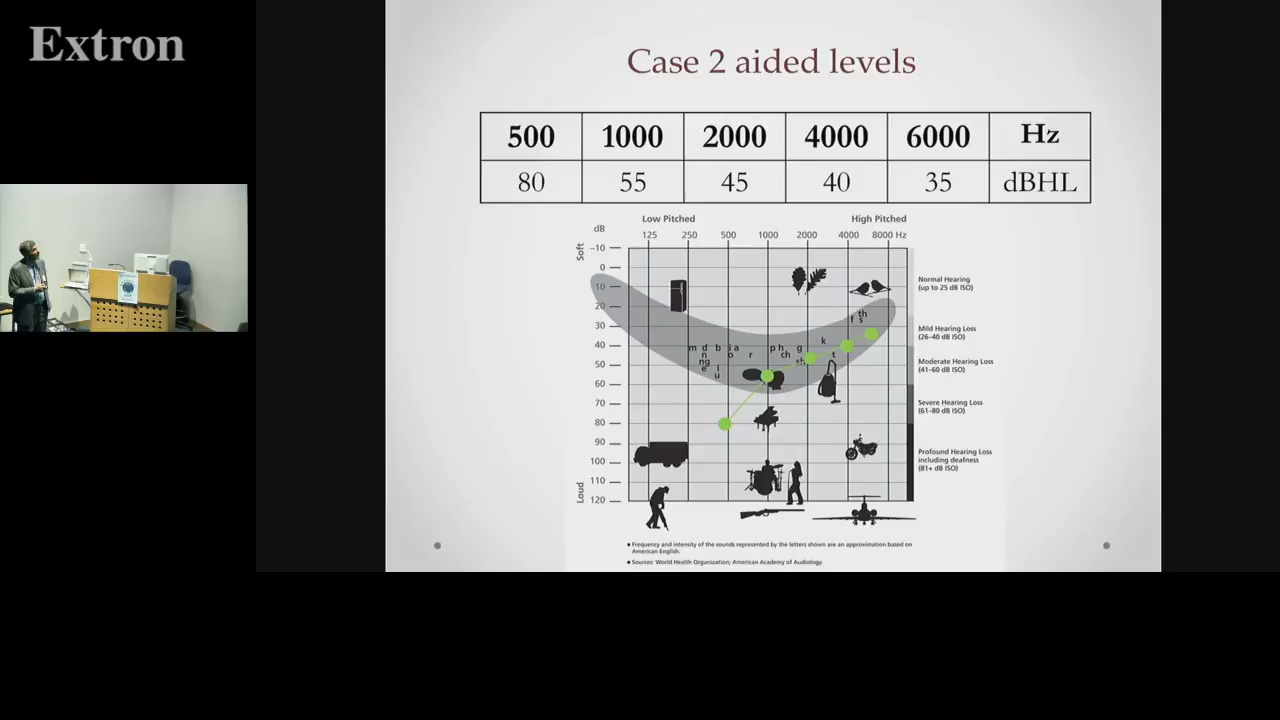 Extron
Case 2 aided levels
500 1000 2000 4000 6000 Hz
80 55 45 40 35 dBHL
Low Pitched High Pitched
dB 125 250 500 1000 2000 4000 8000 Hz
Soft
−10
0
10
20
30
40
50
60
70
80
90
100
110
120
Loud
th
f s
k
m d b i a p h g
n o r ch sh t
ng
e l
u
Normal Hearing
(up to 25 dB ISO)
Mild Hearing Loss
(26-40 dB ISO)
Moderate Hearing Loss
(41-60 dB ISO)
Severe Hearing Loss
(61-80 dB ISO)
Profound Hearing Loss
including deafness
(81+ dB ISO)
▪ Frequency and intensity of the sounds represented by the letters shown are an approximation based on
American English.
▪ Sources: World Health Organization; American Academy of Audiology.